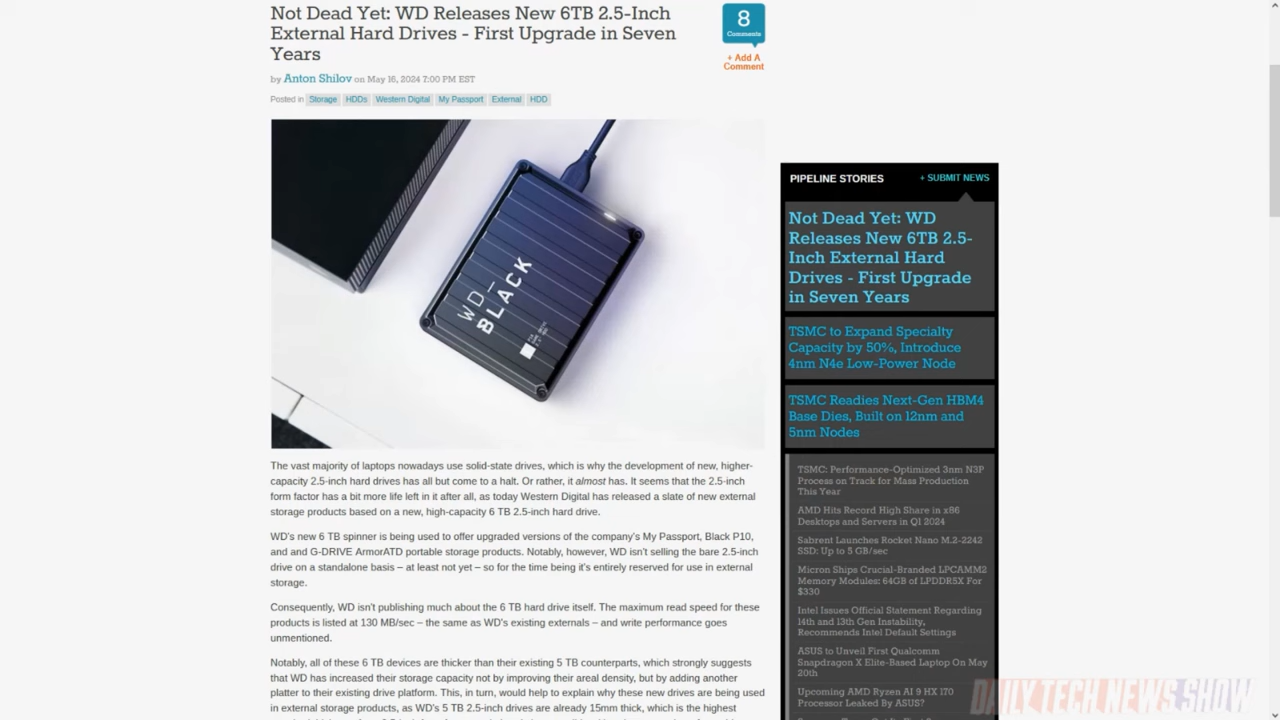 Not Dead Yet: WD Releases New 6TB 2.5-Inch
External Hard Drives - First Upgrade in Seven
Years
8
Comments
+ Add A
Comment
by Anton Shilov on May 16, 2024 7:00 PM EST
Posted in Storage HDDs Western Digital My Passport External HDD
WD_
BLACK
The vast majority of laptops nowadays use solid-state drives, which is why the development of new, higher-
capacity 2.5-inch hard drives has all but come to a halt. Or rather, it almost has. It seems that the 2.5-inch
form factor has a bit more life left in it after all, as today Western Digital has released a slate of new external
storage products based on a new, high-capacity 6 TB 2.5-inch hard drive.
WD's new 6 TB spinner is being used to offer upgraded versions of the company's My Passport, Black P10,
and and G-DRIVE ArmorATD portable storage products. Notably, however, WD isn't selling the bare 2.5-inch
drive on a standalone basis – at least not yet – so for the time being it's entirely reserved for use in external
storage.
Consequently, WD isn't publishing much about the 6 TB hard drive itself. The maximum read speed for these
products is listed at 130 MB/sec – the same as WD's existing externals – and write performance goes
unmentioned.
Notably, all of these 6 TB devices are thicker than their existing 5 TB counterparts, which strongly suggests
that WD has increased their storage capacity not by improving their areal density, but by adding another
platter to their existing drive platform. This, in turn, would help to explain why these new drives are being used
in external storage products, as WD's 5 TB 2.5-inch drives are already 15mm thick, which is the highest
PIPELINE STORIES
+ SUBMIT NEWS
Not Dead Yet: WD
Releases New 6TB 2.5-
Inch External Hard
Drives - First Upgrade
in Seven Years
TSMC to Expand Specialty
Capacity by 50%, Introduce
4nm N4e Low-Power Node
TSMC Readies Next-Gen HBM4
Base Dies, Built on 12nm and
5nm Nodes
TSMC: Performance-Optimized 3nm N3P
Process on Track for Mass Production
This Year
AMD Hits Record High Share in x86
Desktops and Servers in Q1 2024
Sabrent Launches Rocket Nano M.2-2242
SSD: Up to 5 GB/sec
Micron Ships Crucial-Branded LPCAMM2
Memory Modules: 64GB of LPDDR5X For
$330
Intel Issues Official Statement Regarding
14th and 13th Gen Instability,
Recommends Intel Default Settings
ASUS to Unveil First Qualcomm
Snapdragon X Elite-Based Laptop On May
20th
Upcoming AMD Ryzen AI 9 HX 170
Processor Leaked By ASUS?
DAILY TECH NEWS SHOW